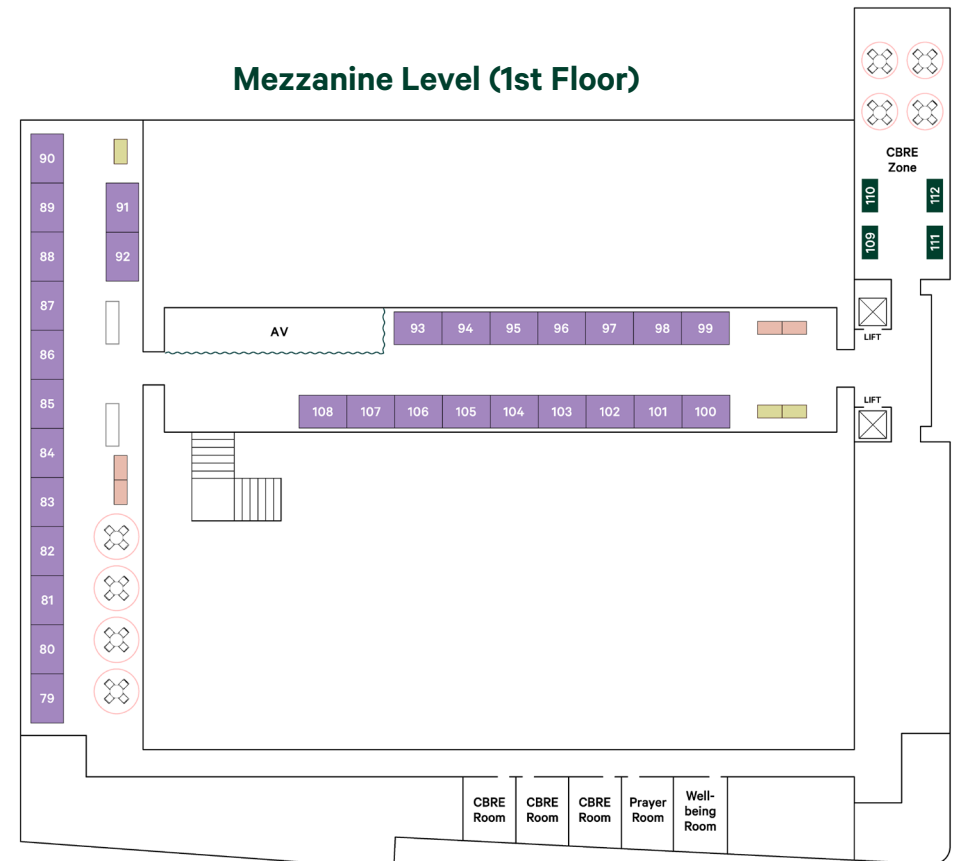 Mezzanine Level (1st Floor)
CBRE
Zone
110
112
109
111
LIFT
LIFT
90
89
88
87
86
85
84
83
82
81
80
79
91
92
AV
93 94 95 96 97 98 99
108 107 106 105 104 103 102 101 100
CBRE
Room
CBRE
Room
CBRE
Room
Prayer
Room
Well-
being
Room